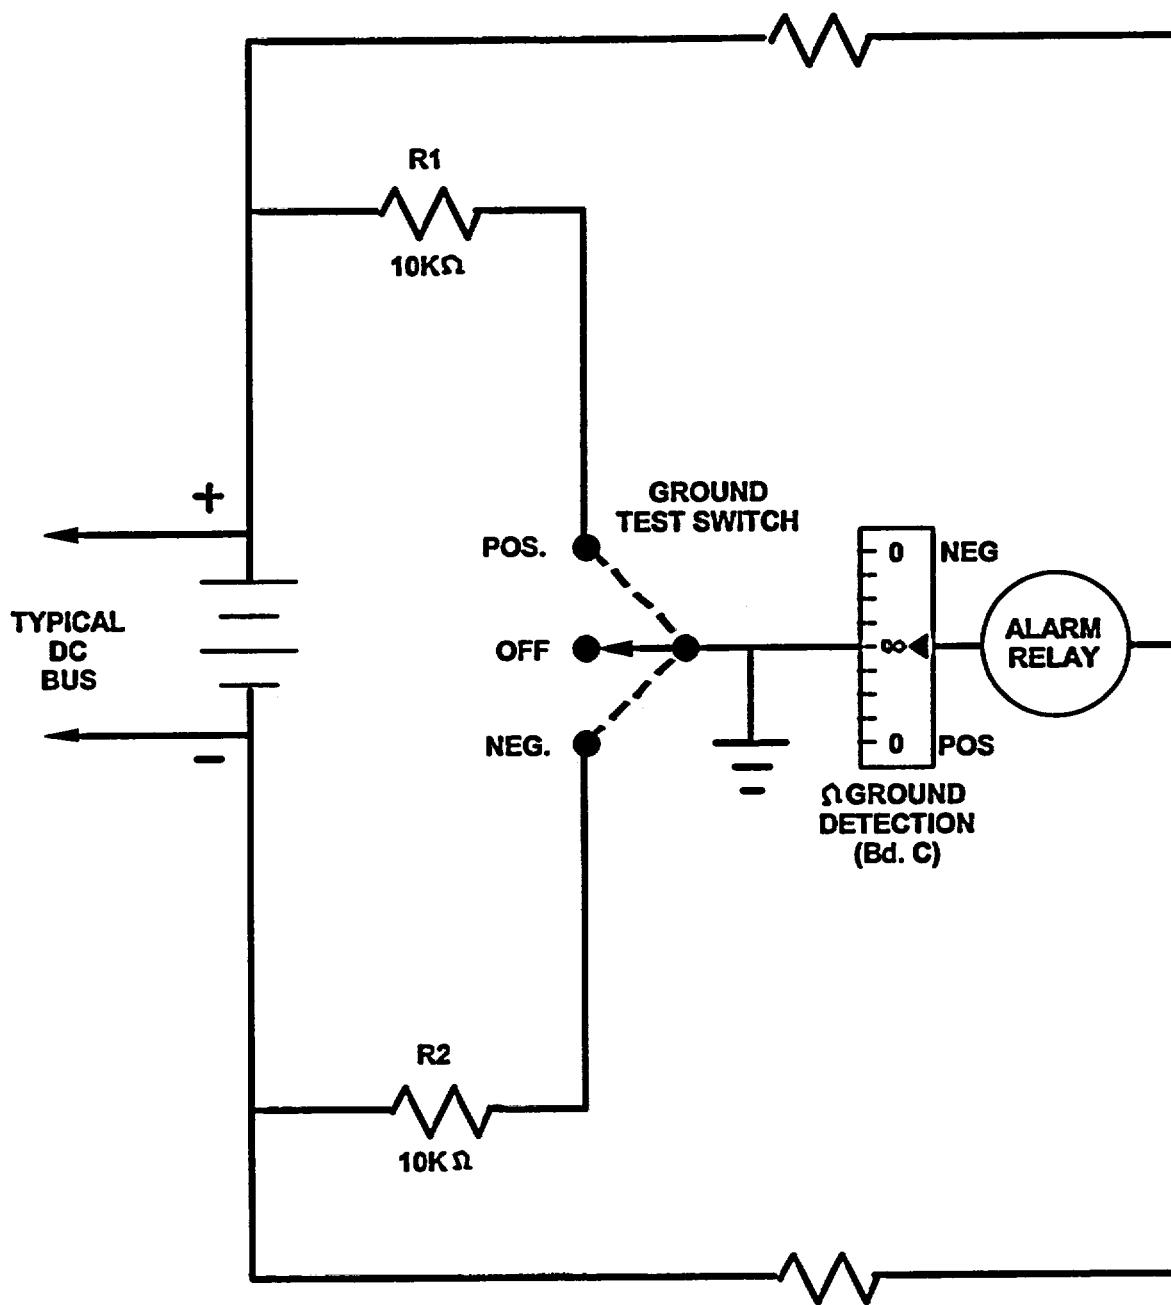 R1
10KΩ
+
GROUND
TEST SWITCH
POS.
0 NEG
TYPICAL
DC
BUS
OFF
∞
ALARM
RELAY
NEG.
0 POS
-
Ω GROUND
DETECTION
(Bd. C)
R2
10KΩ